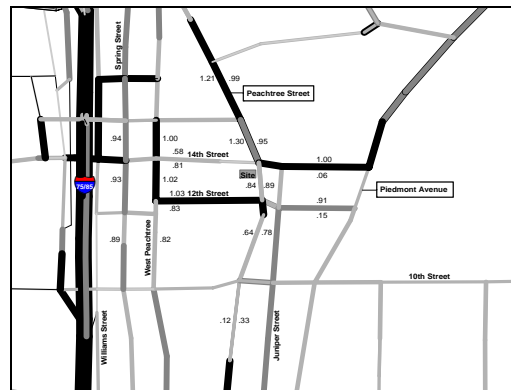 Spring Street
1.21 .99
Peachtree Street
.94
1.00
1.30 .95
.58
14th Street
1.00
.81
.06
Site
.93
1.02
.84 .89
75/85
Piedmont Avenue
1.03 12th Street
.83
.91
.15
West Peachtree
.89
.82
.64 .78
10th Street
.12 .33
Williams Street
Juniper Street